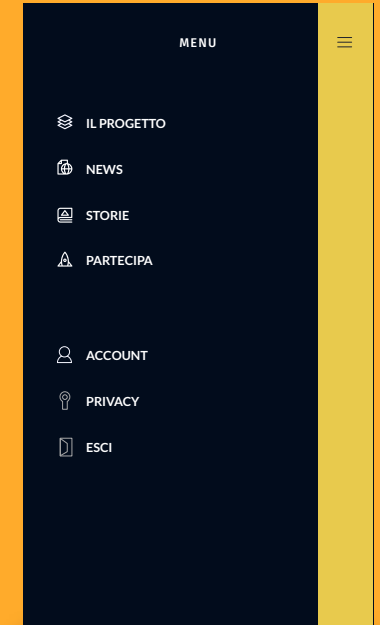 MENU
IL PROGETTO
NEWS
STORIE
PARTECIPA
ACCOUNT
PRIVACY
ESCI